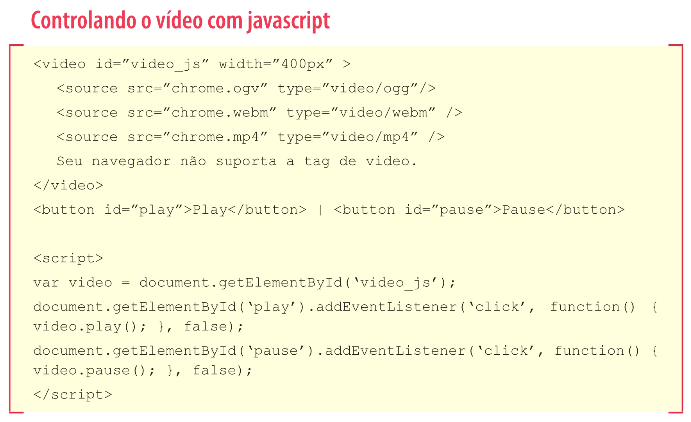 Controlando o vídeo com javascript
<video id=”video_js” width=”400px” >
<source src=”chrome.ogv” type=”video/ogg”/>
<source src=”chrome.webm” type=”video/webm” />
<source src=”chrome.mp4” type=”video/mp4” />
Seu navegador não suporta a tag de video.
</video>
<button id=”play”>Play</button> | <button id=”pause”>Pause</button>
<script>
var video = document.getElementById(‘video_js’);
document.getElementById(‘play’).addEventListener(‘click’, function() {
video.play(); }, false);
document.getElementById(‘pause’).addEventListener(‘click’, function() {
video.pause(); }, false);
</script>